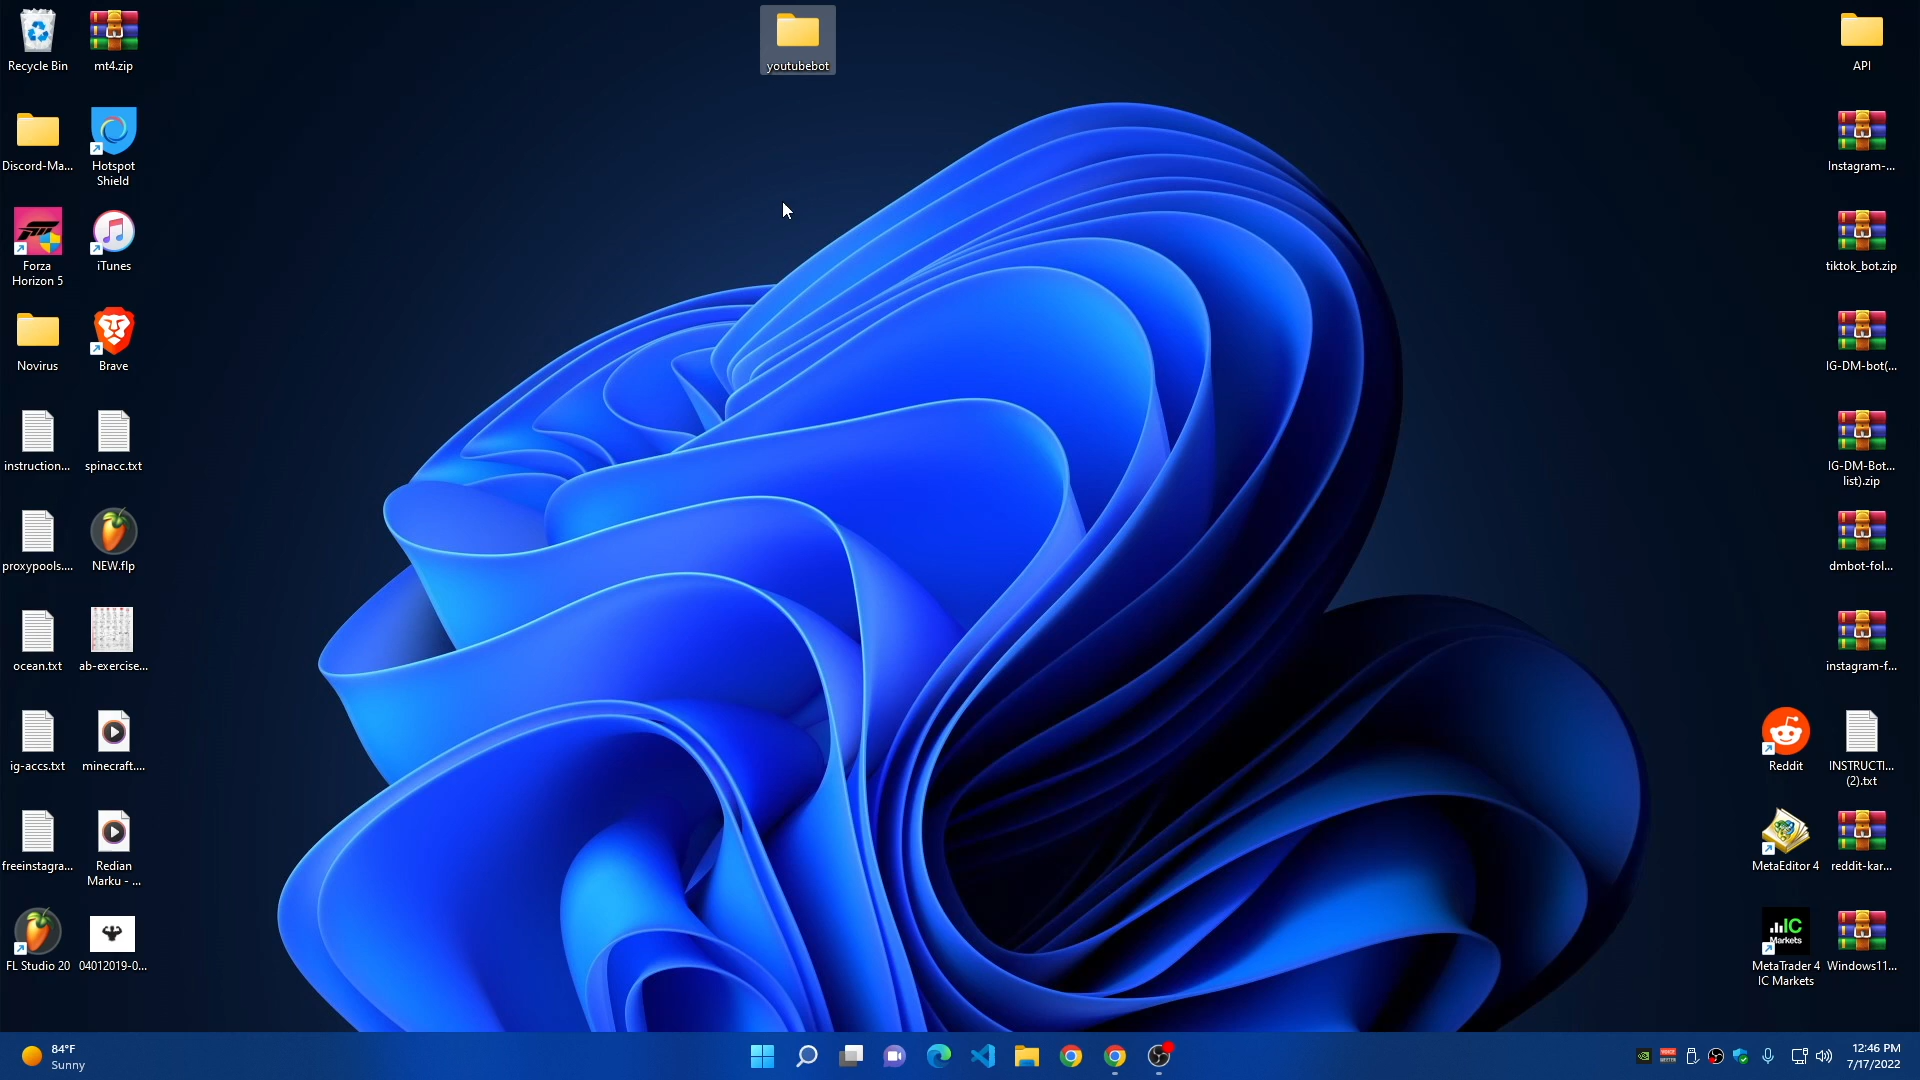 Recycle Bin
mt4.zip
youtubebot
API
Discord-Ma...
Hotspot
Shield
Instagram-...
Forza
Horizon 5
iTunes
tiktok_bot.zip
Novirus
Brave
IG-DM-bot(...
instruction...
spinacc.txt
IG-DM-Bot...
list).zip
proxypools....
NEW.flp
dmbot-fol...
ocean.txt
ab-exercise...
instagram-f...
ig-accs.txt
minecraft....
Reddit
INSTRUCTI...
(2).txt
freeinstagra...
Redian
Marku - ...
MetaEditor 4
reddit-kar...
FL Studio 20
04012019-0...
IC
Markets
MetaTrader 4
IC Markets
Windows11...
84°F
Sunny
12:46 PM
7/17/2022